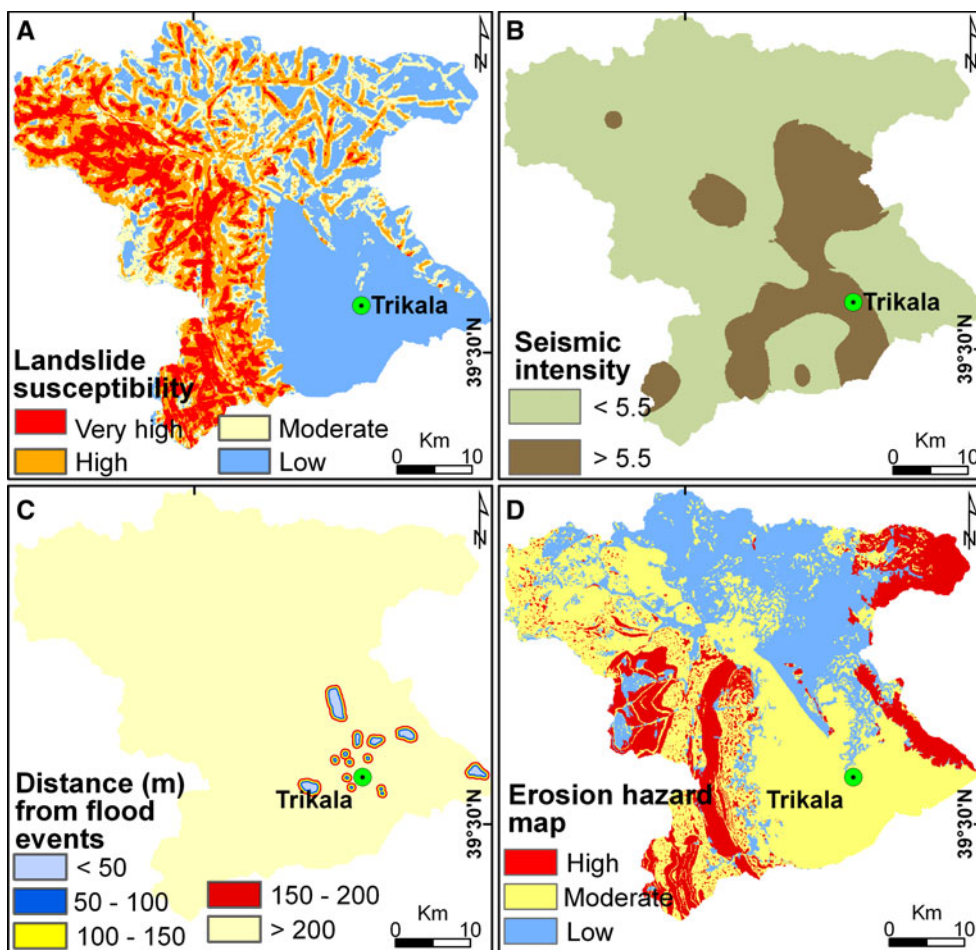 A
N
Trikala
39°30'N
Landslide
susceptibility
Very high
High
Moderate
Low
Km
0 10
B
N
Trikala
39°30'N
Seismic
intensity
< 5.5
> 5.5
Km
0 10
C
N
Trikala
39°30'N
Distance (m)
from flood
events
< 50
50 - 100
100 - 150
150 - 200
> 200
Km
0 10
D
N
Trikala
39°30'N
Erosion hazard
map
High
Moderate
Low
Km
0 10